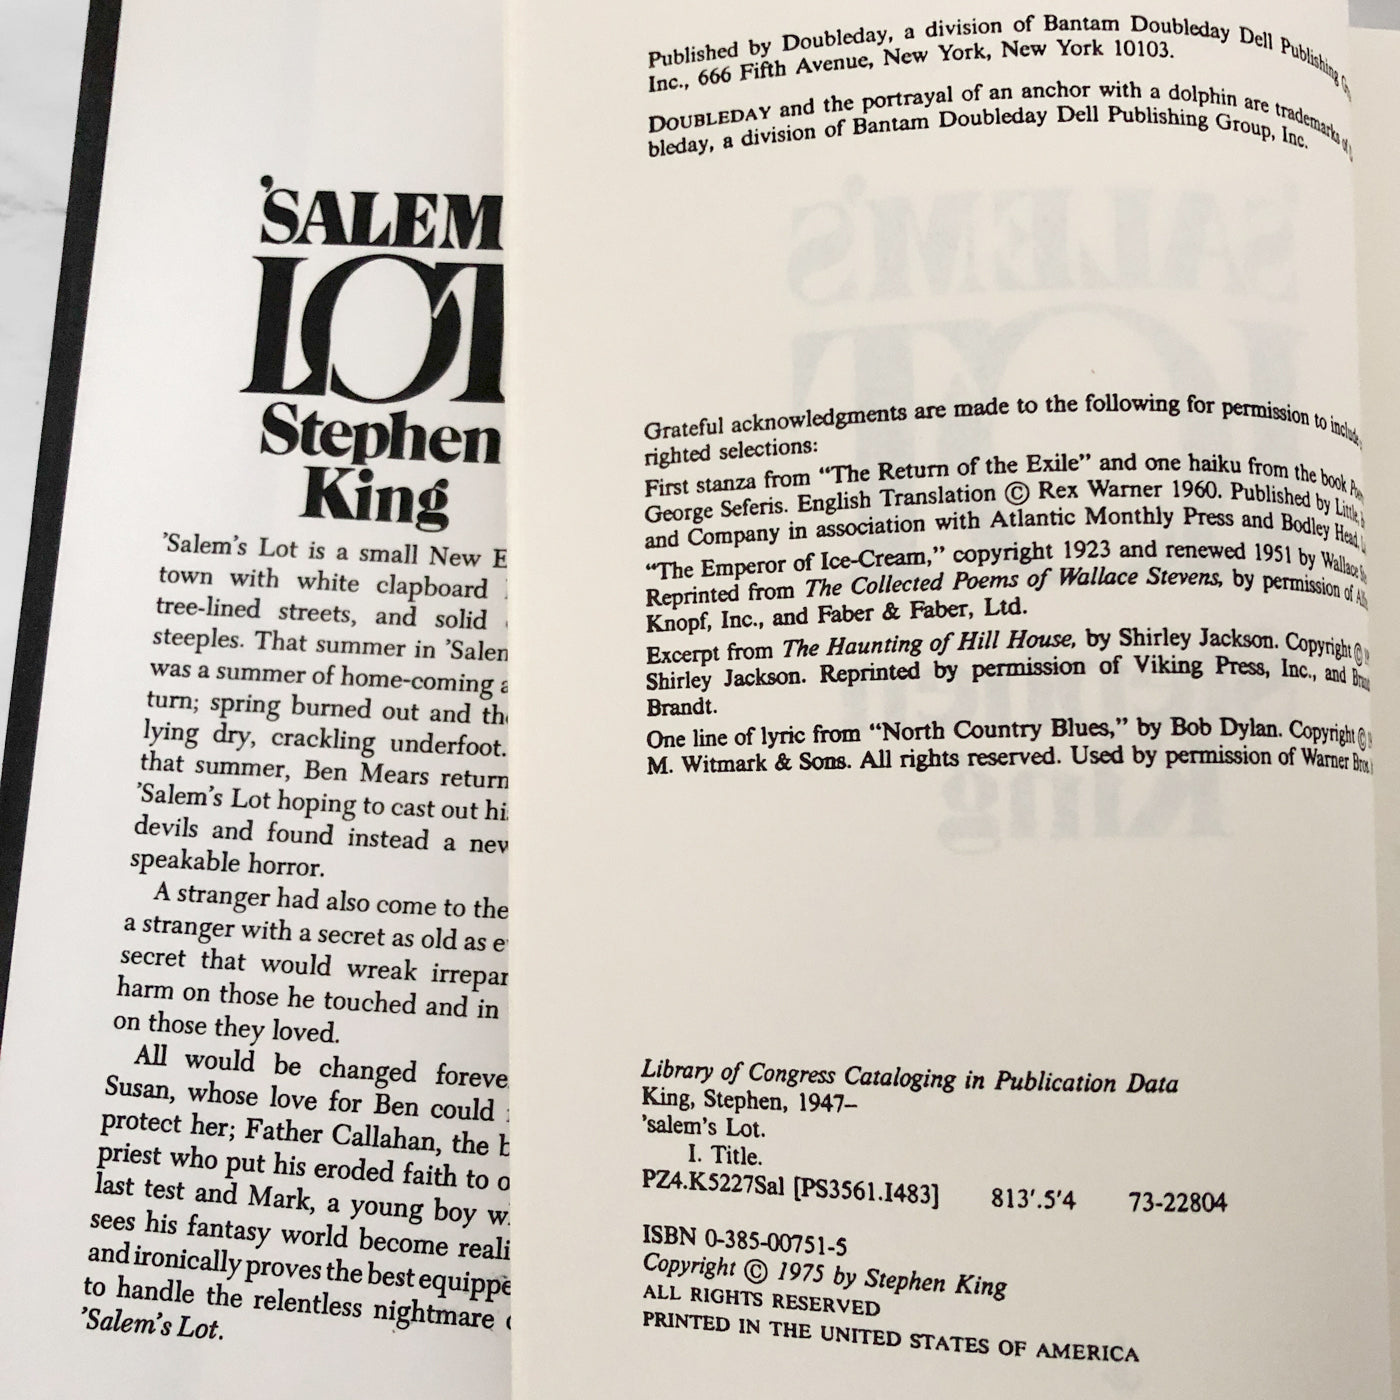 'SALEM
LOT
Stephen
King
'Salem's Lot is a small New E
town with white clapboard
tree-lined streets, and solid
steeples. That summer in 'Salem
was a summer of home-coming a
turn; spring burned out and the
lying dry, crackling underfoot.
that summer, Ben Mears return
'Salem's Lot hoping to cast out his
devils and found instead a new
speakable horror.
A stranger had also come to the
a stranger with a secret as old as e
secret that would wreak irrepar
harm on those he touched and in
on those they loved.
All would be changed foreve
Susan, whose love for Ben could
protect her; Father Callahan, the b
priest who put his eroded faith to o
last test and Mark, a young boy w
sees his fantasy world become reali
and ironically proves the best equippe
to handle the relentless nightmare
'Salem's Lot.
Published by Doubleday, a division of Bantam Doubleday Dell Publishing
Inc., 666 Fifth Avenue, New York, New York 10103.
DOUBLEDAY and the portrayal of an anchor with a dolphin are trademarks of
bleday, a division of Bantam Doubleday Dell Publishing Group, Inc.
Grateful acknowledgments are made to the following for permission to include
righted selections:
First stanza from "The Return of the Exile" and one haiku from the book
George Seferis. English Translation © Rex Warner 1960. Published by Little,
and Company in association with Atlantic Monthly Press and Bodley Head,
"The Emperor of Ice-Cream," copyright 1923 and renewed 1951 by Wallace
Reprinted from The Collected Poems of Wallace Stevens, by permission of
Knopf, Inc., and Faber & Faber, Ltd.
Excerpt from The Haunting of Hill House, by Shirley Jackson. Copyright ©
Shirley Jackson. Reprinted by permission of Viking Press, Inc., and
Brandt.
One line of lyric from "North Country Blues," by Bob Dylan. Copyright ©
M. Witmark & Sons. All rights reserved. Used by permission of Warner Bros.
Library of Congress Cataloging in Publication Data
King, Stephen, 1947–
'salem's Lot.
I. Title.
PZ4.K5227Sal [PS3561.I483] 813'.5'4 73-22804
ISBN 0-385-00751-5
Copyright © 1975 by Stephen King
ALL RIGHTS RESERVED
PRINTED IN THE UNITED STATES OF AMERICA